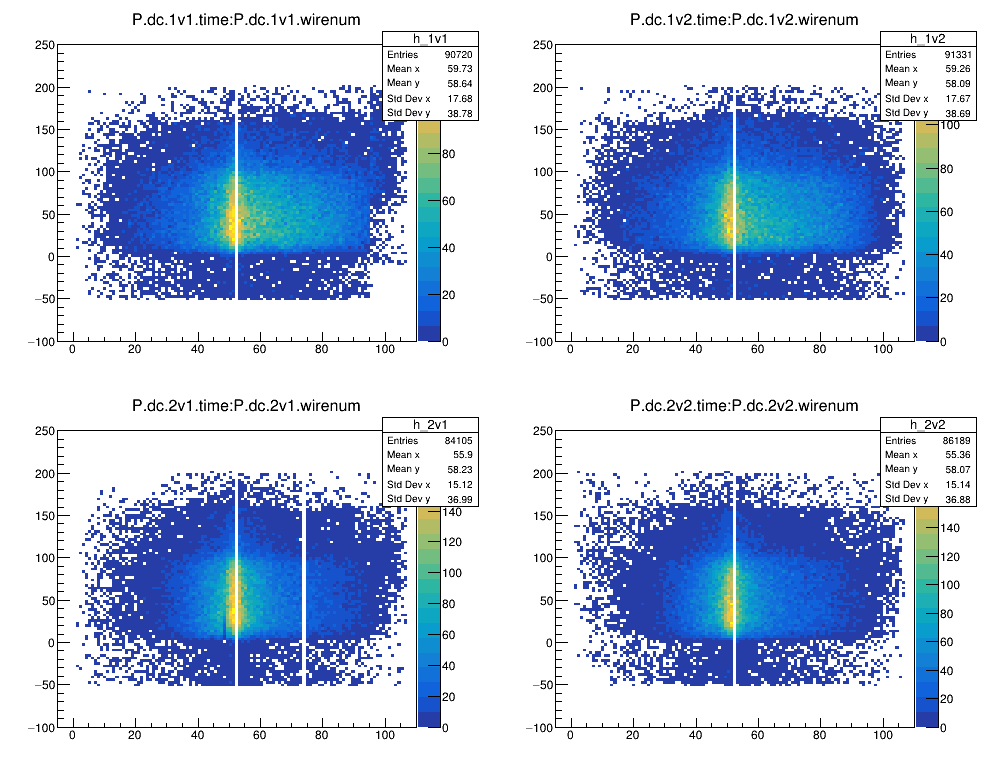 P.dc.1v1.time:P.dc.1v1.wirenum
h_1v1
Entries 90720
Mean x 59.73
Mean y 58.64
Std Dev x 17.68
Std Dev y 38.78
250
200
150
100
50
0
−50
−100
0 20 40 60 80 100
80
60
40
20
0
P.dc.1v2.time:P.dc.1v2.wirenum
h_1v2
Entries 91331
Mean x 59.26
Mean y 58.09
Std Dev x 17.67
Std Dev y 38.69
250
200
150
100
50
0
−50
−100
0 20 40 60 80 100
100
80
60
40
20
0
P.dc.2v1.time:P.dc.2v1.wirenum
h_2v1
Entries 84105
Mean x 55.9
Mean y 58.23
Std Dev x 15.12
Std Dev y 36.99
250
200
150
100
50
0
−50
−100
0 20 40 60 80 100
140
120
100
80
60
40
20
0
P.dc.2v2.time:P.dc.2v2.wirenum
h_2v2
Entries 86189
Mean x 55.36
Mean y 58.07
Std Dev x 15.14
Std Dev y 36.88
250
200
150
100
50
0
−50
−100
0 20 40 60 80 100
140
120
100
80
60
40
20
0